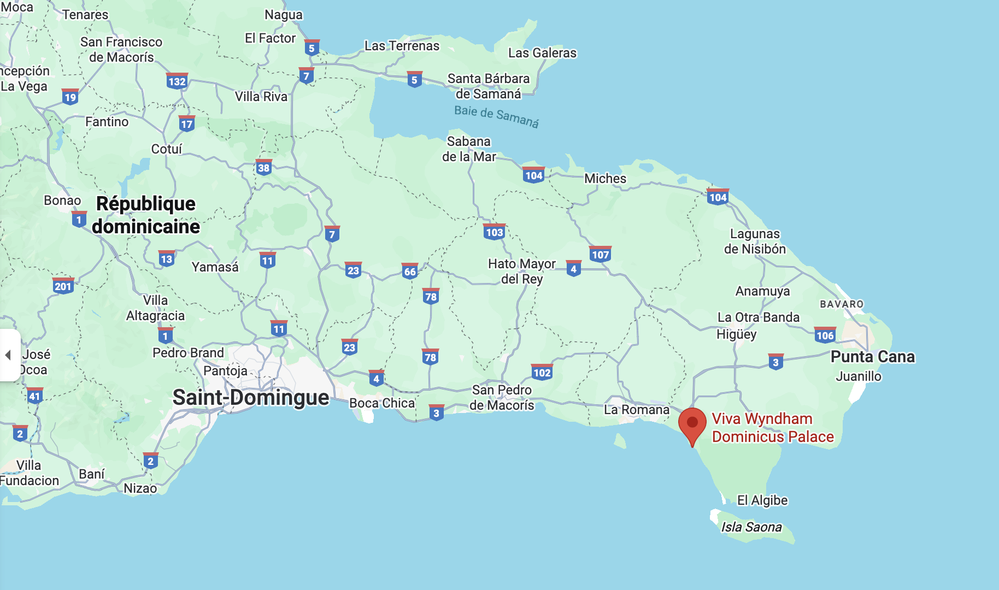 Moca
Tenares
Nagua
El Factor
San Francisco
de Macorís
5
Las Terrenas
Las Galeras
ncepción
La Vega
132
7
5
Santa Bárbara
de Samaná
19
Villa Riva
Baie de Samaná
Fantino
17
Cotuí
Sabana
de la Mar
38
104
Miches
104
Bonao
République
dominicaine
1
103
7
Lagunas
de Nisibón
13
Yamasá
11
23
66
Hato Mayor
del Rey
4
107
201
78
Anamuya
BAVARO
Villa
Altagracia
La Otra Banda
Higüey
106
1
11
23
Pedro Brand
78
3
Punta Cana
José
Ocoa
Pantoja
4
102
Juanillo
41
Saint-Domingue
Boca Chica
San Pedro
de Macorís
3
La Romana
Viva Wyndham
Dominicus Palace
2
2
Villa
Fundacion
Baní
Nizao
El Algibe
Isla Saona